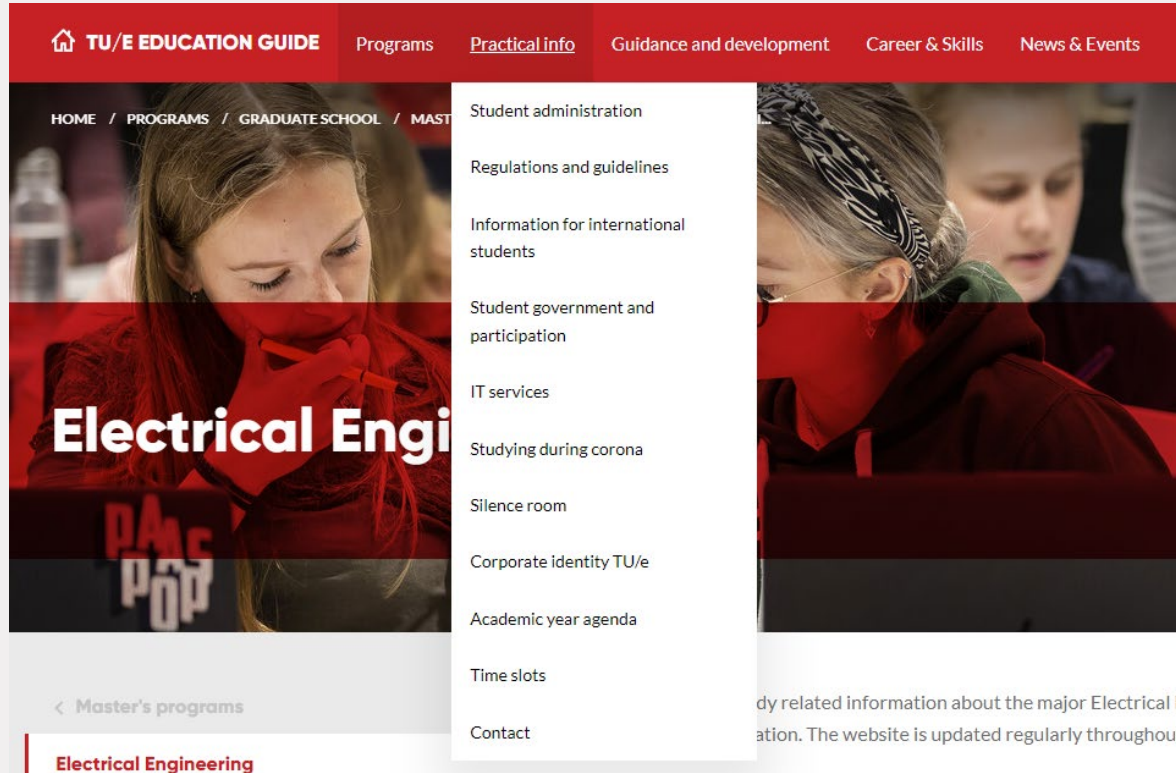 TU/E EDUCATION GUIDE
Programs
Practical info
Guidance and development
Career & Skills
News & Events
HOME / PROGRAMS / GRADUATE SCHOOL / MAST
Student administration
Regulations and guidelines
Information for international
students
Student government and
participation
IT services
Studying during corona
Silence room
Corporate identity TU/e
Academic year agenda
Time slots
Contact
Electrical Engi
PAAS
POP
< Master's programs
Electrical Engineering
dy related information about the major Electrical
ation. The website is updated regularly throughou